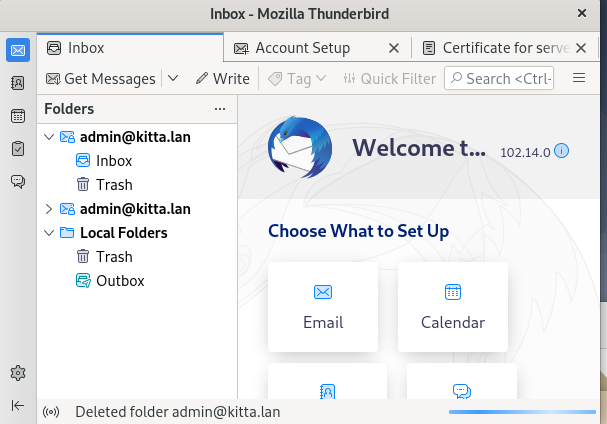 Inbox - Mozilla Thunderbird
Inbox
Account Setup
Certificate for serve
Get Messages
Write
Tag
Quick Filter
Search <Ctrl-
Folders
admin@kitta.lan
Inbox
Trash
admin@kitta.lan
Local Folders
Trash
Outbox
Welcome t...
102.14.0
Choose What to Set Up
Email
Calendar
Deleted folder admin@kitta.lan